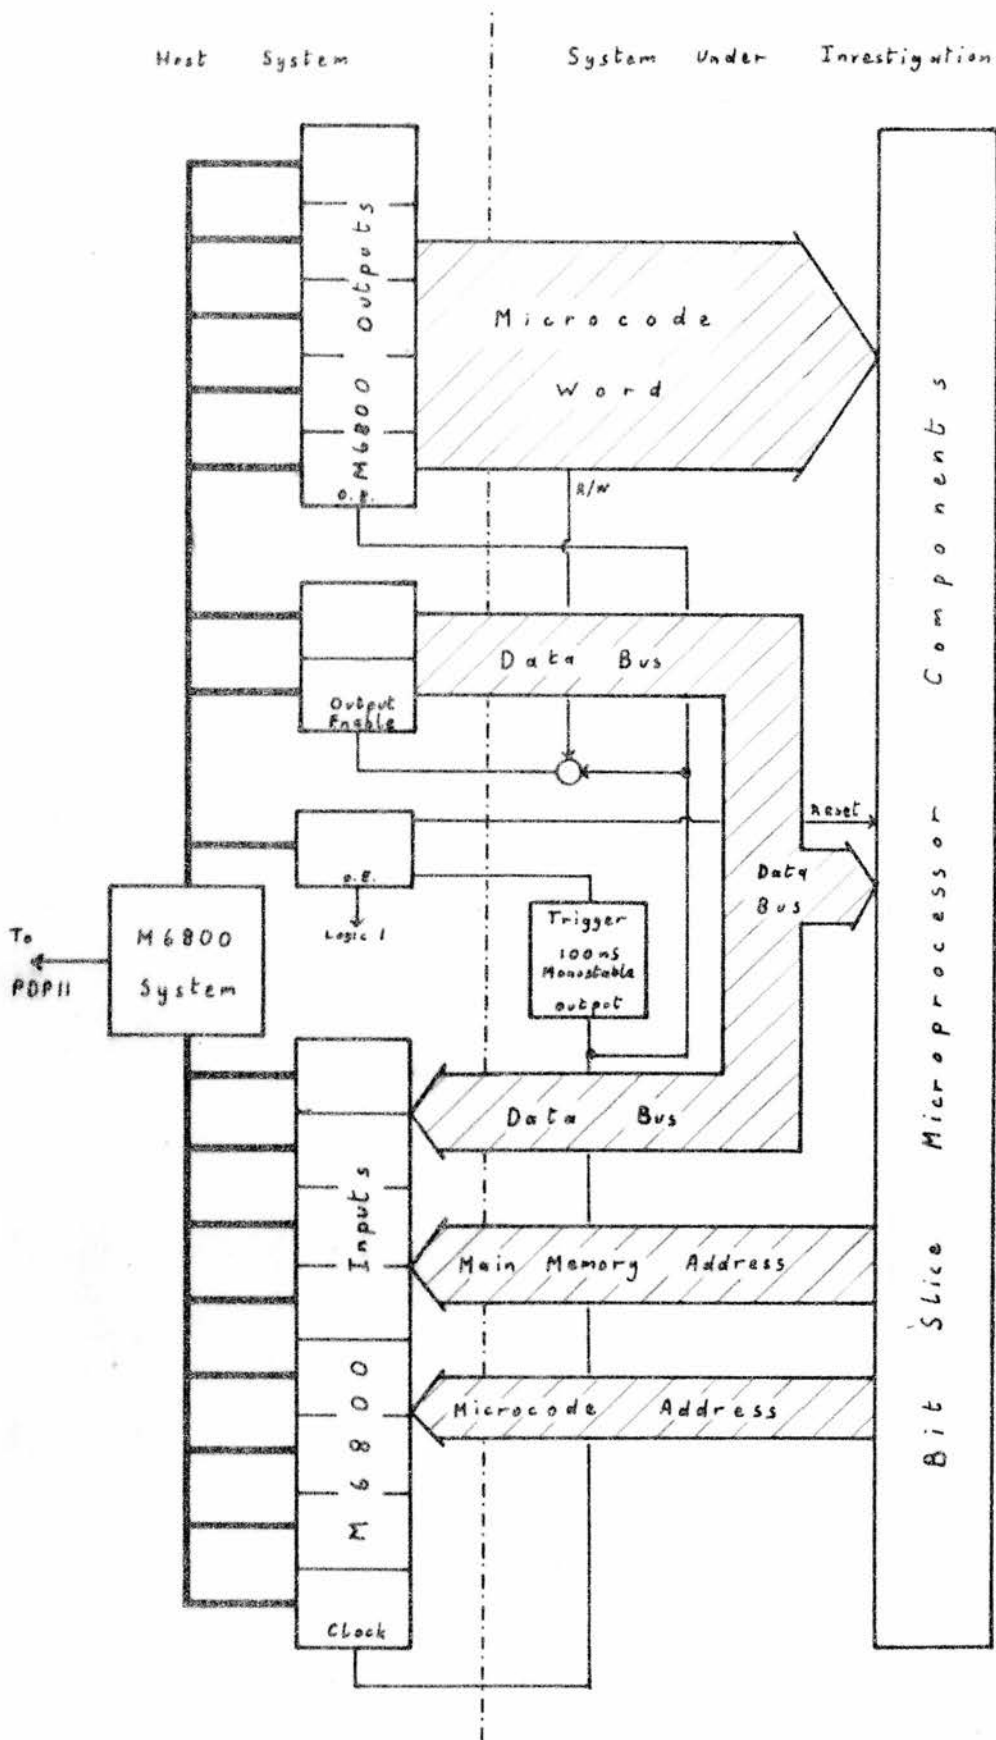 Host System
System Under Investigation
M6800 Outputs
O.E.
Microcode
Word
R/W
Data Bus
Output
Enable
Reset
O.E.
Logic 1
Data
Bus
Trigger
100nS
Monostable
Output
To
PDP11
M6800
System
Data Bus
M6800 Inputs
Main Memory Address
Microcode Address
Clock
Bit Slice Microprocessor Components